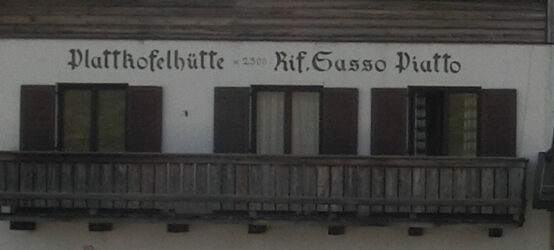 Plattkofelhütte m 2300 Rif. Sasso Piatto